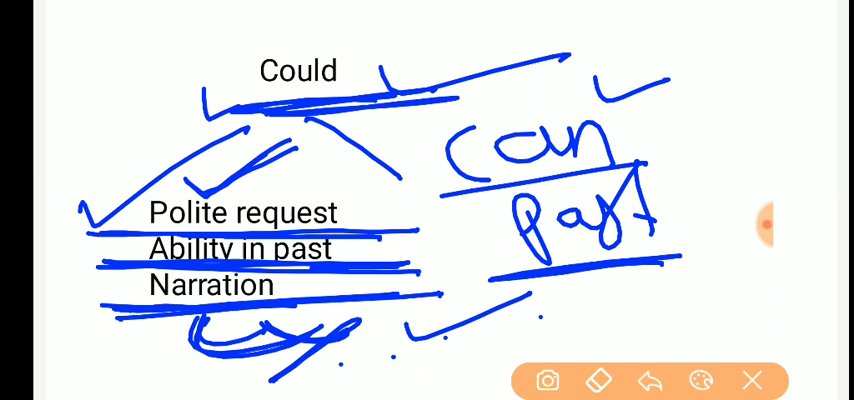 Could
can
past
Polite request
Ability in past
Narration